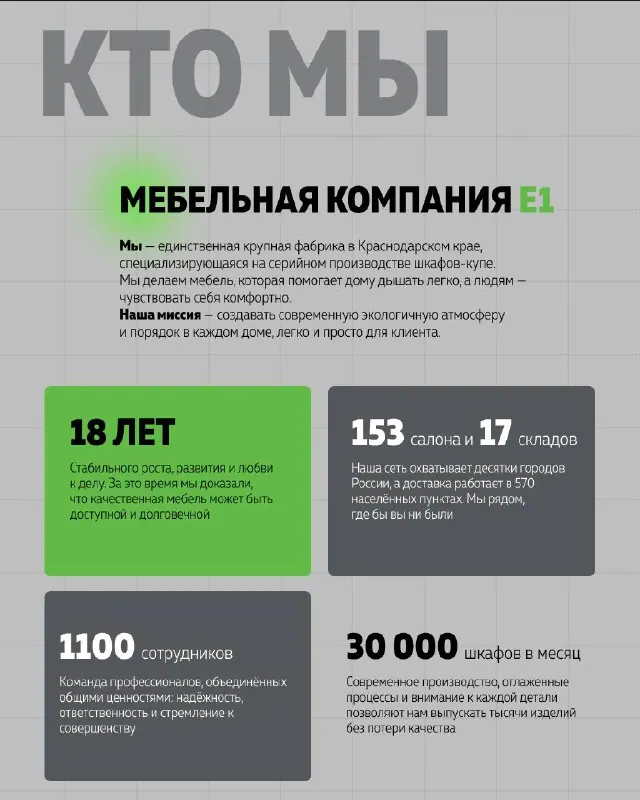 КТО МЫ
МЕБЕЛЬНАЯ КОМПАНИЯ Е1
Мы – единственная крупная фабрика в Краснодарском крае,
специализирующаяся на серийном производстве шкафов-купе.
Мы делаем мебель, которая помогает дому дышать легко, а людям –
чувствовать себя комфортно.
Наша миссия – создавать современную экологичную атмосферу
и порядок в каждом доме, легко и просто для клиента.
18 ЛЕТ
Стабильного роста, развития и любви
к делу. За это время мы доказали,
что качественная мебель может быть
доступной и долговечной
153 салона и 17 складов
Наша сеть охватывает десятки городов
России, а доставка работает в 570
населённых пунктах. Мы рядом,
где бы вы ни были
1100 сотрудников
Команда профессионалов, объединённых
общими ценностями: надёжность,
ответственность и стремление к
совершенству
30 000 шкафов в месяц
Современное производство, отлаженные
процессы и внимание к каждой детали
позволяют нам выпускать тысячи изделий
без потери качества